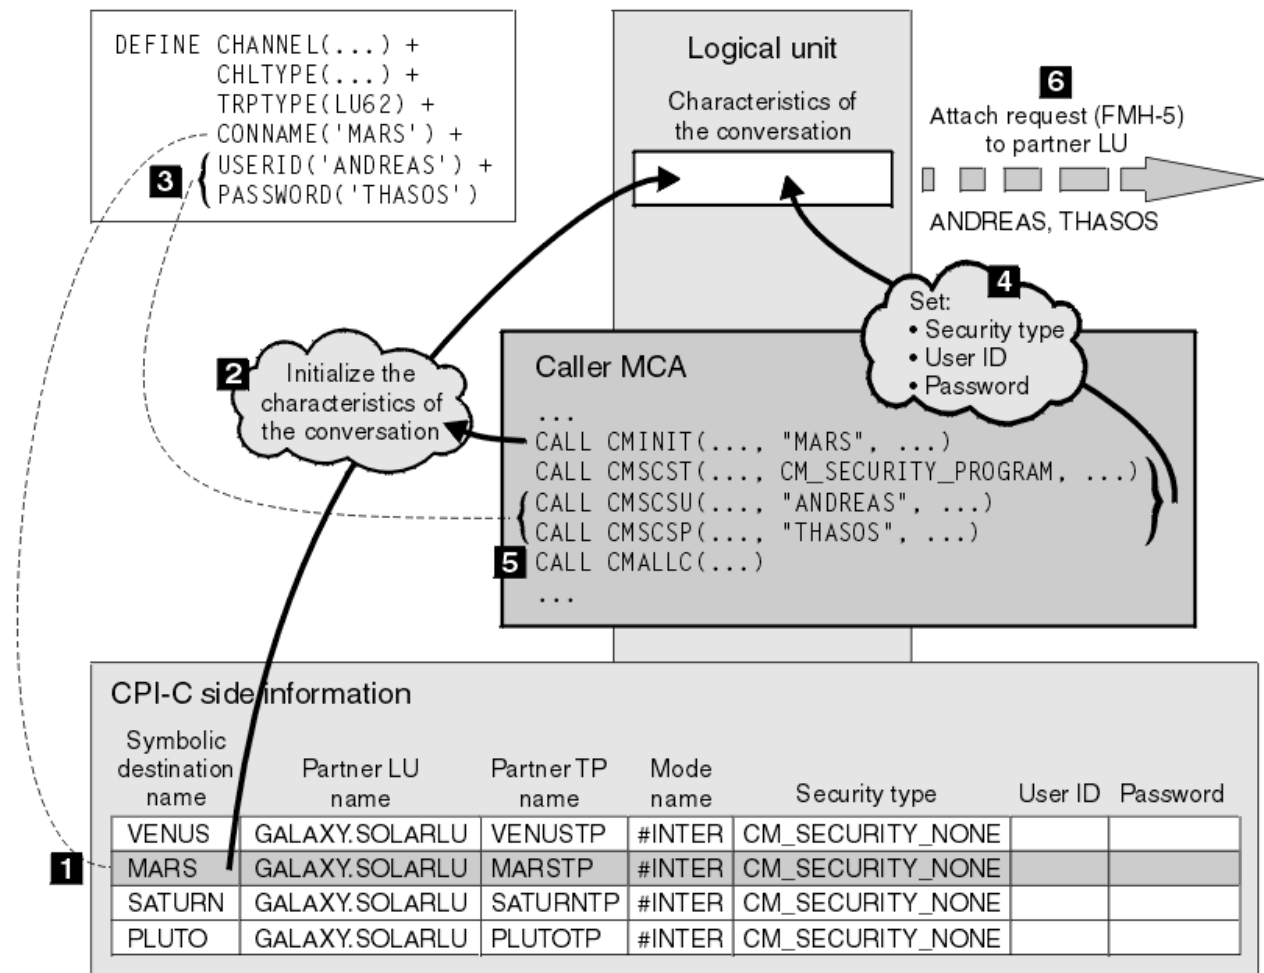 DEFINE CHANNEL(...) +
CHLTYPE(...) +
TRPTYPE(LU62) +
CONNAME('MARS') +
3
USERID('ANDREAS') +
PASSWORD('THASOS')
Logical unit
Characteristics of
the conversation
6
Attach request (FMH-5)
to partner LU
ANDREAS, THASOS
4
Set:
• Security type
• User ID
• Password
2
Initialize the
characteristics of
the conversation
Caller MCA
...
CALL CMINIT(..., "MARS", ...)
CALL CMSCST(..., CM_SECURITY_PROGRAM, ...)
CALL CMSCSU(..., "ANDREAS", ...)
CALL CMSCSP(..., "THASOS", ...)
5 CALL CMALLC(...)
...
CPI-C side information
Symbolic
destination
name
Partner LU
name
Partner TP
name
Mode
name
Security type
User ID
Password
VENUS GALAXY.SOLARLU VENUSTP #INTER CM_SECURITY_NONE
1 MARS GALAXY.SOLARLU MARSTP #INTER CM_SECURITY_NONE
SATURN GALAXY.SOLARLU SATURNTP #INTER CM_SECURITY_NONE
PLUTO GALAXY.SOLARLU PLUTOTP #INTER CM_SECURITY_NONE